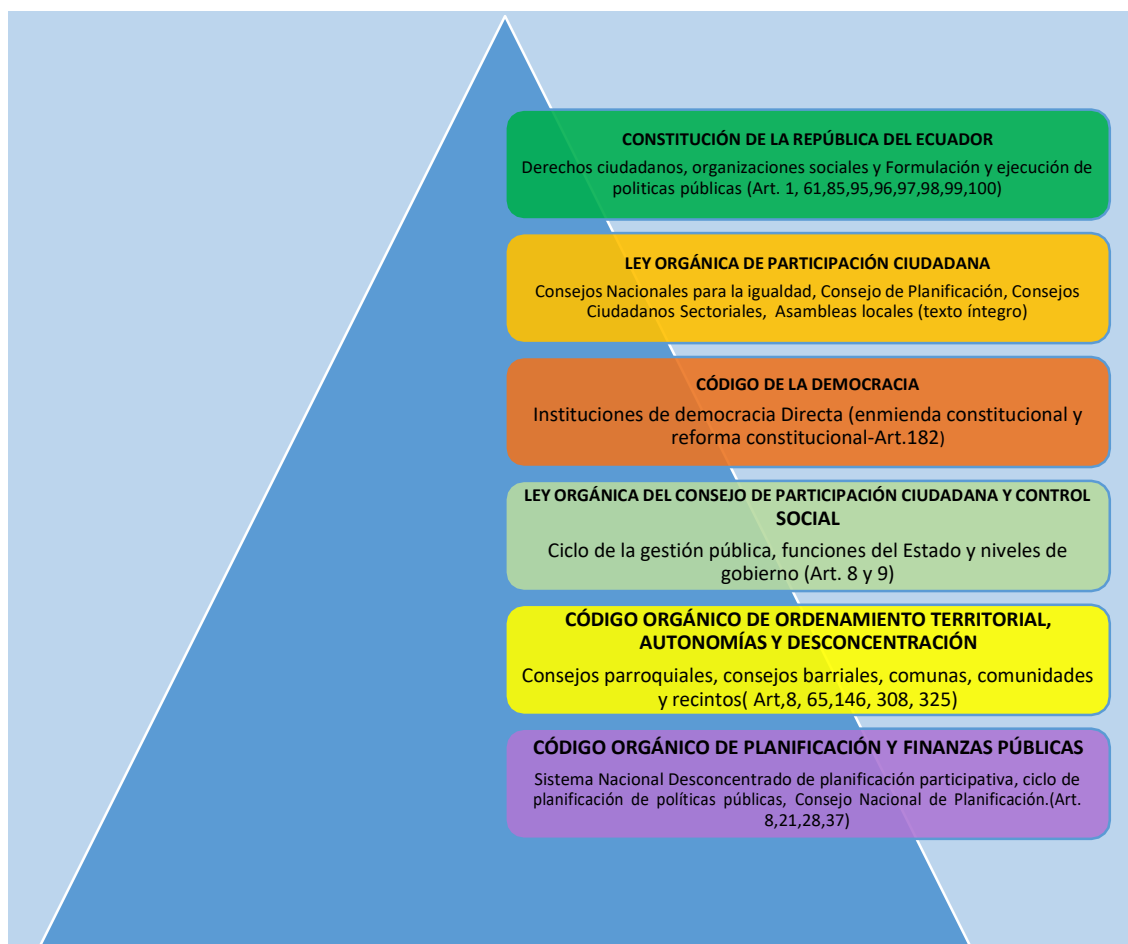 CONSTITUCIÓN DE LA REPÚBLICA DEL ECUADOR
Derechos ciudadanos, organizaciones sociales y Formulación y ejecución de
politicas públicas (Art. 1, 61,85,95,96,97,98,99,100)
LEY ORGÁNICA DE PARTICIPACIÓN CIUDADANA
Consejos Nacionales para la igualdad, Consejo de Planificación, Consejos
Ciudadanos Sectoriales, Asambleas locales (texto íntegro)
CÓDIGO DE LA DEMOCRACIA
Instituciones de democracia Directa (enmienda constitucional y
reforma constitucional-Art.182)
LEY ORGÁNICA DEL CONSEJO DE PARTICIPACIÓN CIUDADANA Y CONTROL
SOCIAL
Ciclo de la gestión pública, funciones del Estado y niveles de
gobierno (Art. 8 y 9)
CÓDIGO ORGÁNICO DE ORDENAMIENTO TERRITORIAL,
AUTONOMÍAS Y DESCONCENTRACIÓN
Consejos parroquiales, consejos barriales, comunas, comunidades
y recintos( Art,8, 65,146, 308, 325)
CÓDIGO ORGÁNICO DE PLANIFICACIÓN Y FINANZAS PÚBLICAS
Sistema Nacional Desconcentrado de planificación participativa, ciclo de
planificación de políticas públicas, Consejo Nacional de Planificación.(Art.
8,21,28,37)